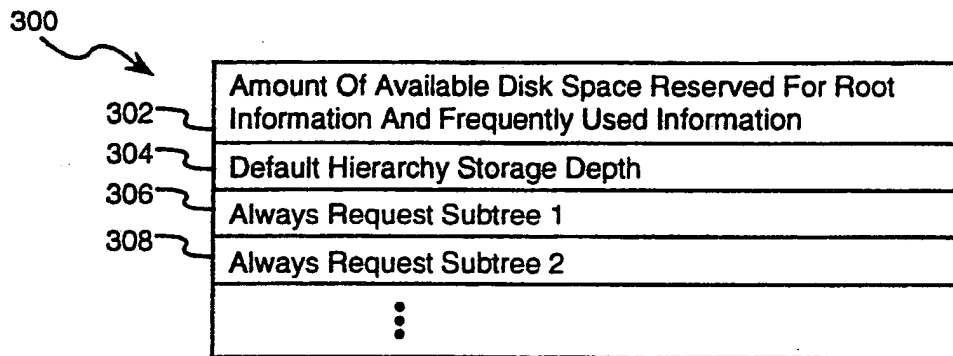 300
302
Amount Of Available Disk Space Reserved For Root
Information And Frequently Used Information
304
Default Hierarchy Storage Depth
306
Always Request Subtree 1
308
Always Request Subtree 2